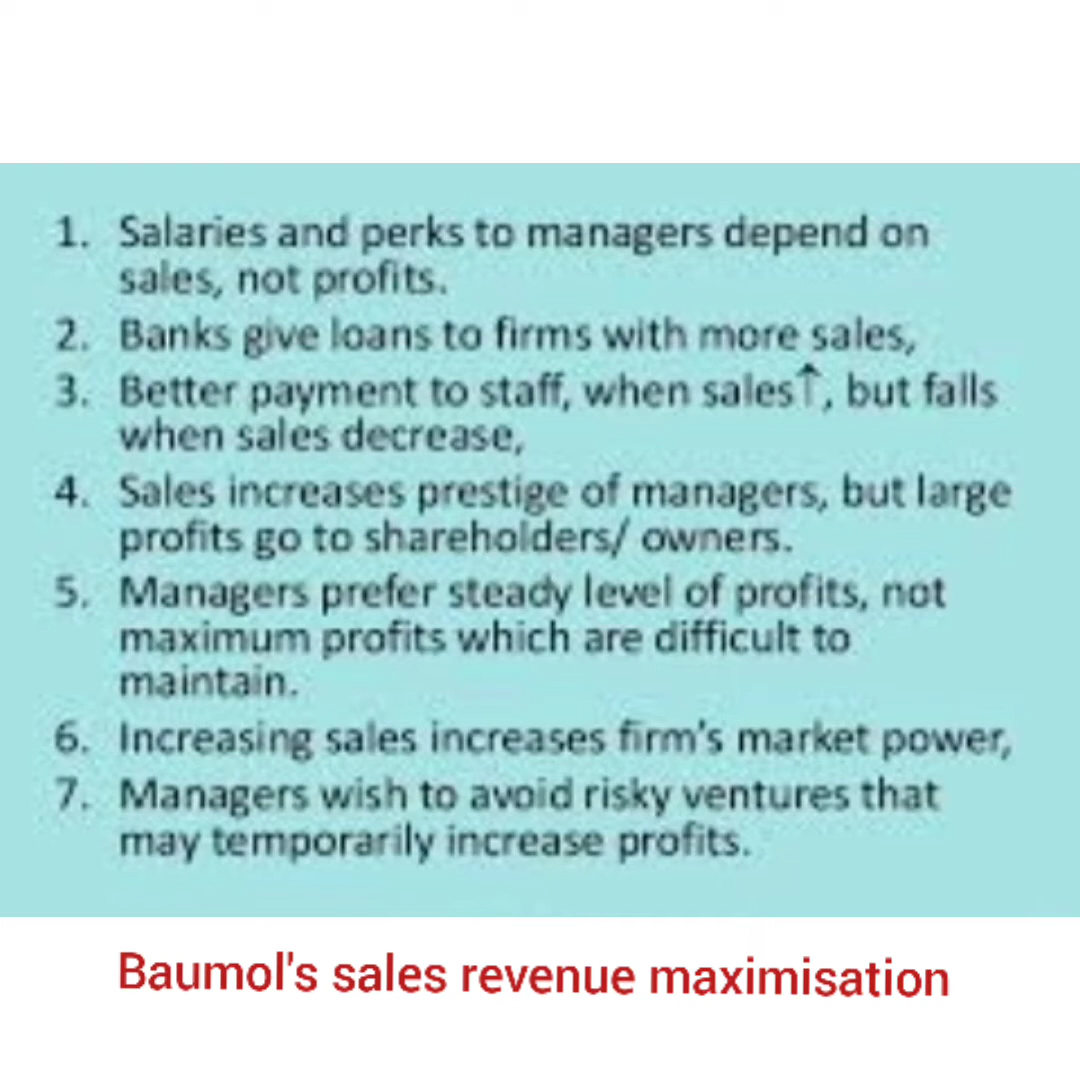 1. Salaries and perks to managers depend on
sales, not profits.
2. Banks give loans to firms with more sales,
3. Better payment to staff, when sales↑, but falls
when sales decrease,
4. Sales increases prestige of managers, but large
profits go to shareholders/ owners.
5. Managers prefer steady level of profits, not
maximum profits which are difficult to
maintain.
6. Increasing sales increases firm's market power,
7. Managers wish to avoid risky ventures that
may temporarily increase profits.
Baumol's sales revenue maximisation